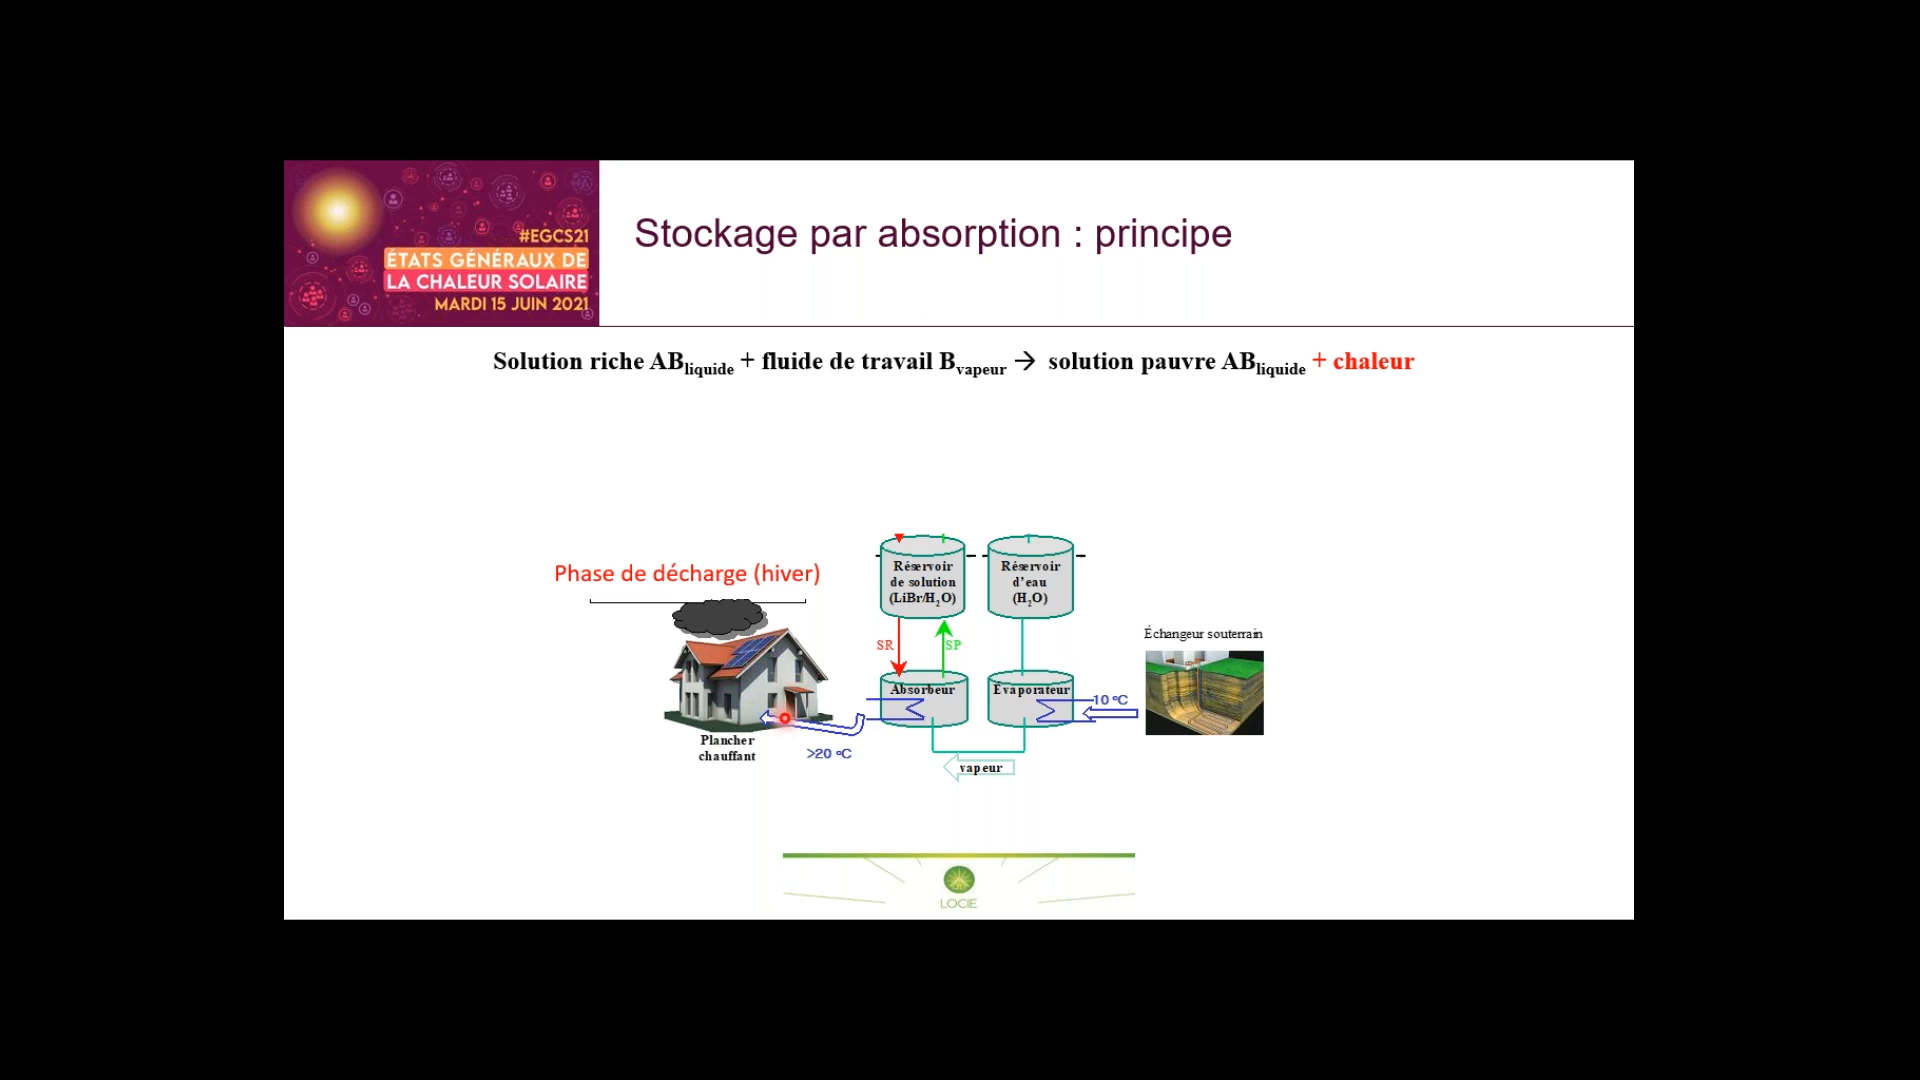 #EGCS21
ÉTATS GÉNÉRAUX DE
LA CHALEUR SOLAIRE
MARDI 15 JUIN 2021
Stockage par absorption : principe
Solution riche ABliquide + fluide de travail Bvapeur → solution pauvre ABliquide + chaleur
Phase de décharge (hiver)
Réservoir
de solution
(LiBr/H₂O)
Réservoir
d'eau
(H₂O)
Échangeur souterrain
SR
SP
Absorbeur
Évaporateur
10 °C
Plancher
chauffant
>20 °C
vapeur
LOCIE